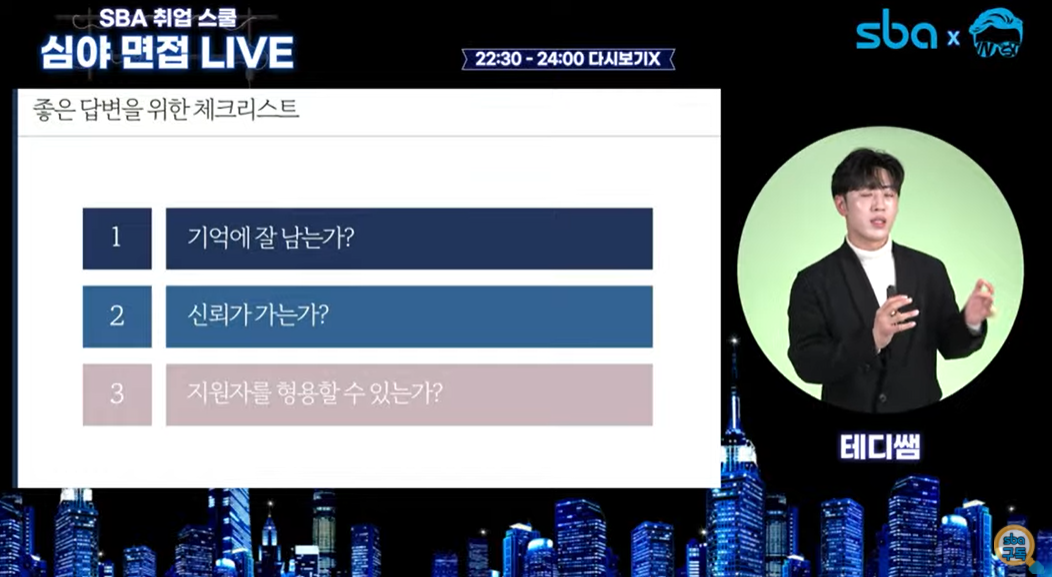 SBA 취업 스쿨
심야 면접 LIVE
22:30 - 24:00 다시보기X
sba x
좋은 답변을 위한 체크리스트
1 기억에 잘 남는가?
2 신뢰가 가는가?
3 지원자를 형용할 수 있는가?
테디쌤
sba
구독